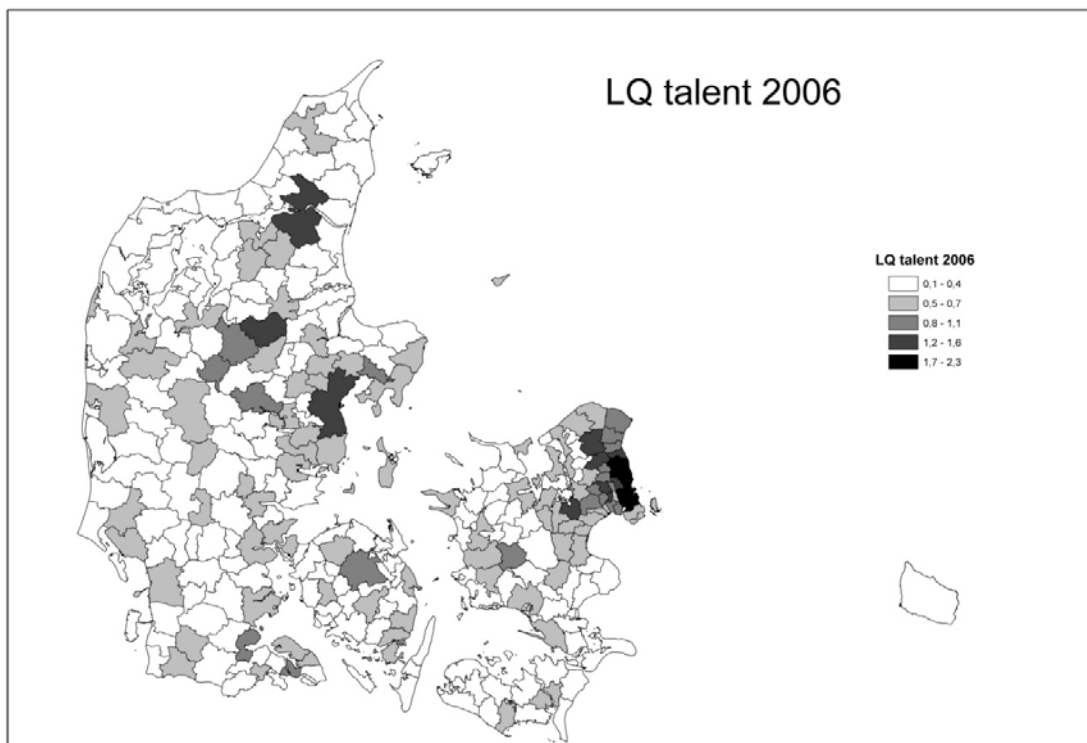 LQ talent 2006
LQ talent 2006
0,1 - 0,4
0,5 - 0,7
0,8 - 1,1
1,2 - 1,6
1,7 - 2,3